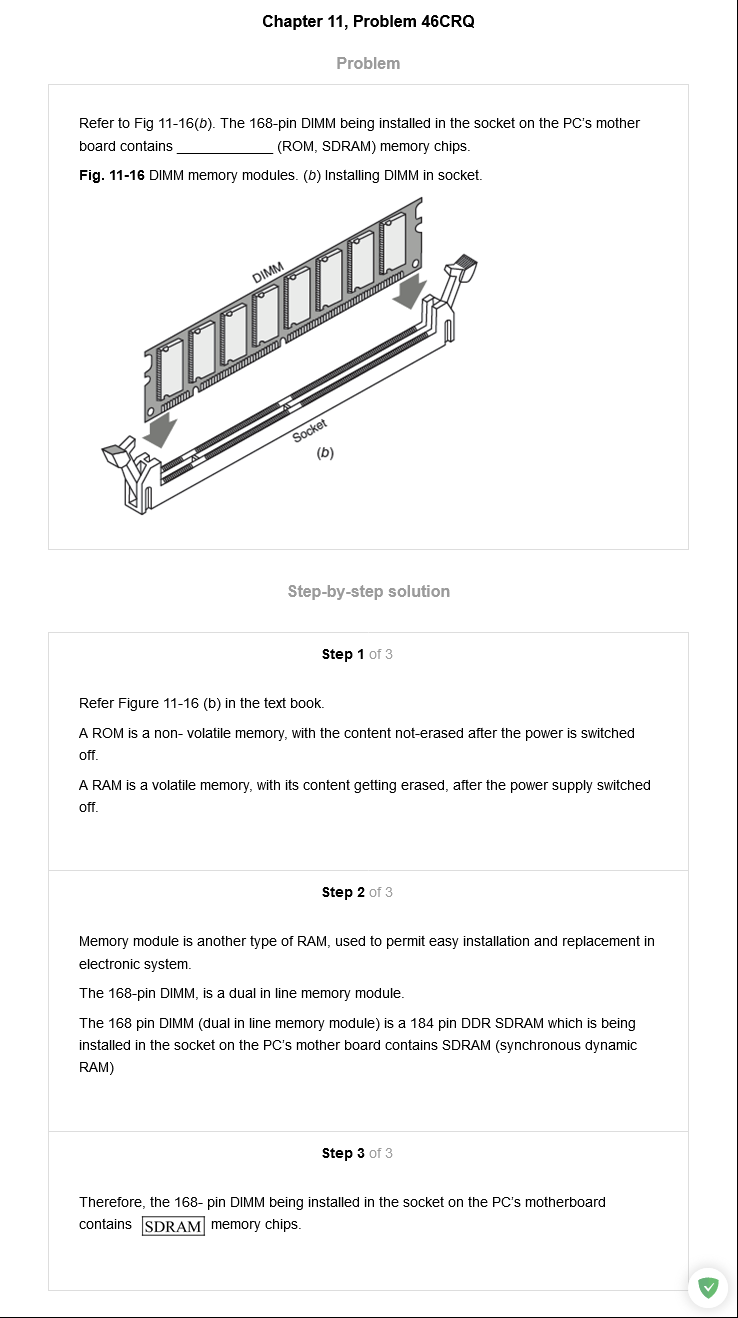 Chapter 11, Problem 46CRQ
Problem
Refer to Fig 11-16(b). The 168-pin DIMM being installed in the socket on the PC's mother
board contains ____________ (ROM, SDRAM) memory chips.
Fig. 11-16 DIMM memory modules. (b) Installing DIMM in socket.
DIMM
Socket
(b)
Step-by-step solution
Step 1 of 3
Refer Figure 11-16 (b) in the text book.
A ROM is a non- volatile memory, with the content not-erased after the power is switched
off.
A RAM is a volatile memory, with its content getting erased, after the power supply switched
off.
Step 2 of 3
Memory module is another type of RAM, used to permit easy installation and replacement in
electronic system.
The 168-pin DIMM, is a dual in line memory module.
The 168 pin DIMM (dual in line memory module) is a 184 pin DDR SDRAM which is being
installed in the socket on the PC's mother board contains SDRAM (synchronous dynamic
RAM)
Step 3 of 3
Therefore, the 168- pin DIMM being installed in the socket on the PC's motherboard
contains SDRAM memory chips.